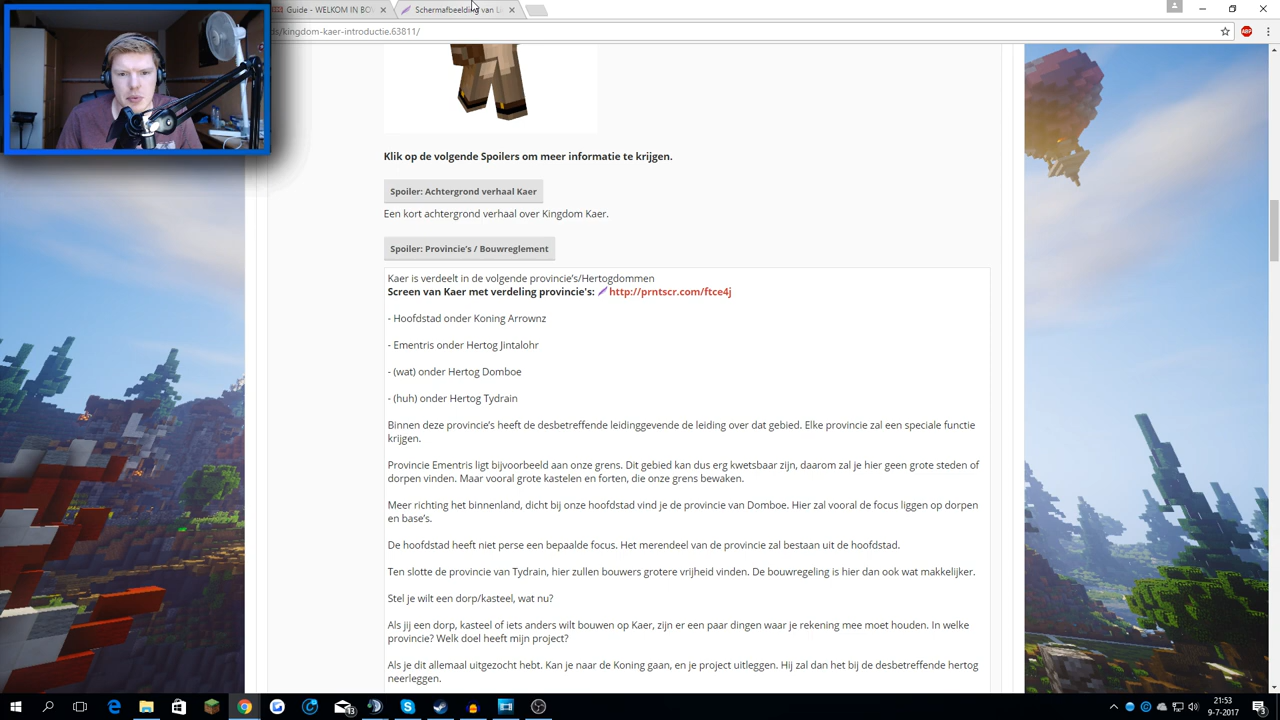 Guide - WELKOM IN BO
Schermafbeelding van Li
ds/kingdom-kaer-introductie.63811/
ABP
Klik op de volgende Spoilers om meer informatie te krijgen.
Spoiler: Achtergrond verhaal Kaer
Een kort achtergrond verhaal over Kingdom Kaer.
Spoiler: Provincie's / Bouwreglement
Kaer is verdeelt in de volgende provincie's/Hertogdommen
Screen van Kaer met verdeling provincie's: http://prntscr.com/ftce4j
- Hoofdstad onder Koning Arrownz
- Ementris onder Hertog Jintalohr
- (wat) onder Hertog Domboe
- (huh) onder Hertog Tydrain
Binnen deze provincie's heeft de desbetreffende leidinggevende de leiding over dat gebied. Elke provincie zal een speciale functie
krijgen.
Provincie Ementris ligt bijvoorbeeld aan onze grens. Dit gebied kan dus erg kwetsbaar zijn, daarom zal je hier geen grote steden of
dorpen vinden. Maar vooral grote kastelen en forten, die onze grens bewaken.
Meer richting het binnenland, dicht bij onze hoofdstad vind je de provincie van Domboe. Hier zal vooral de focus liggen op dorpen
en base's.
De hoofdstad heeft niet perse een bepaalde focus. Het merendeel van de provincie zal bestaan uit de hoofdstad.
Ten slotte de provincie van Tydrain, hier zullen bouwers grotere vrijheid vinden. De bouwregeling is hier dan ook wat makkelijker.
Stel je wilt een dorp/kasteel, wat nu?
Als jij een dorp, kasteel of iets anders wilt bouwen op Kaer, zijn er een paar dingen waar je rekening mee moet houden. In welke
provincie? Welk doel heeft mijn project?
Als je dit allemaal uitgezocht hebt. Kan je naar de Koning gaan, en je project uitleggen. Hij zal dan het bij de desbetreffende hertog
neerleggen.
13
21:53
9-7-2017
3